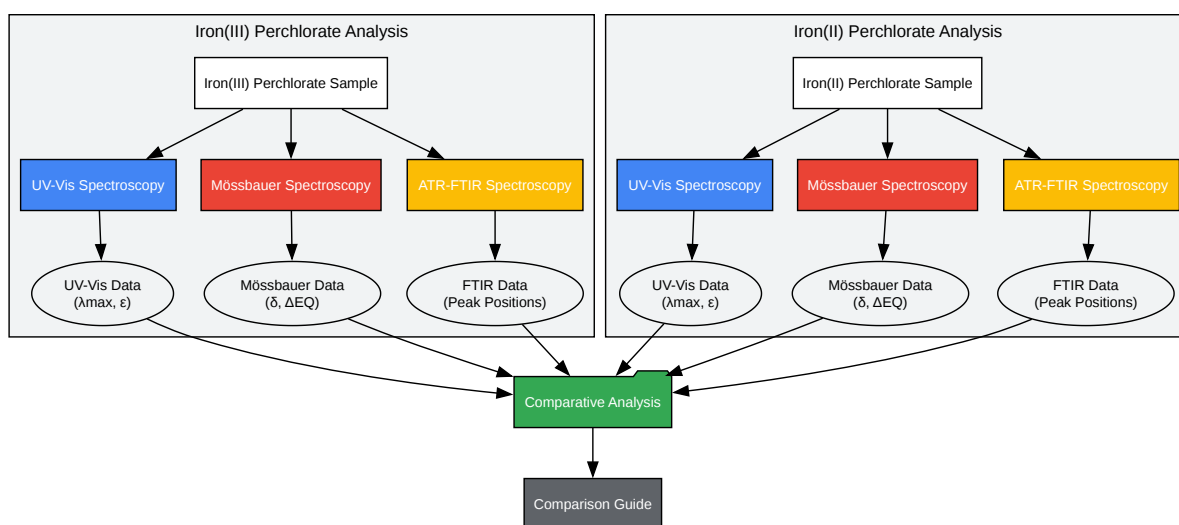 Iron(III) Perchlorate Analysis
Iron(II) Perchlorate Analysis
Iron(III) Perchlorate Sample
Iron(II) Perchlorate Sample
UV-Vis Spectroscopy
Mössbauer Spectroscopy
ATR-FTIR Spectroscopy
UV-Vis Spectroscopy
Mössbauer Spectroscopy
ATR-FTIR Spectroscopy
UV-Vis Data
(λmax, ε)
Mössbauer Data
(δ, ΔEQ)
FTIR Data
(Peak Positions)
UV-Vis Data
(λmax, ε)
Mössbauer Data
(δ, ΔEQ)
FTIR Data
(Peak Positions)
Comparative Analysis
Comparison Guide